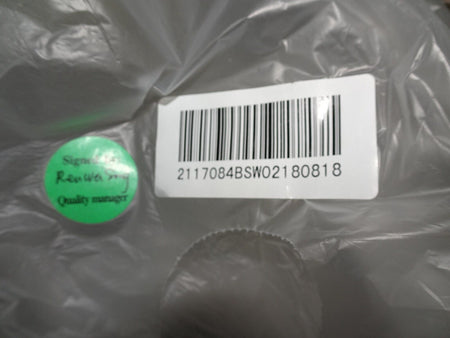 Signed by
Quality manager
2117084BSW02180818